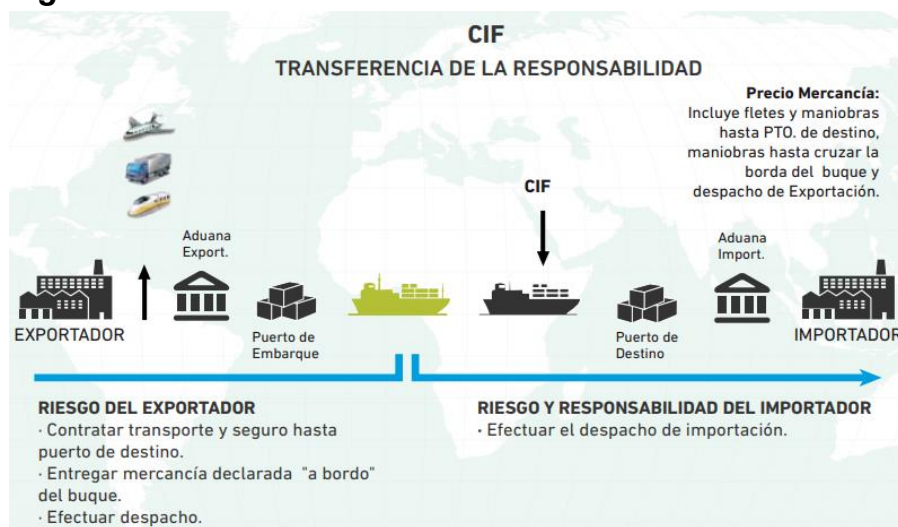 CIF
TRANSFERENCIA DE LA RESPONSABILIDAD
Precio Mercancía:
Incluye fletes y maniobras
hasta PTO. de destino,
maniobras hasta cruzar la
borda del buque y
despacho de Exportación.
CIF
Aduana
Export.
Aduana
Import.
EXPORTADOR
Puerto de
Embarque
Puerto de
Destino
IMPORTADOR
RIESGO DEL EXPORTADOR
· Contratar transporte y seguro hasta
puerto de destino.
· Entregar mercancía declarada "a bordo"
del buque.
· Efectuar despacho.
RIESGO Y RESPONSABILIDAD DEL IMPORTADOR
· Efectuar el despacho de importación.